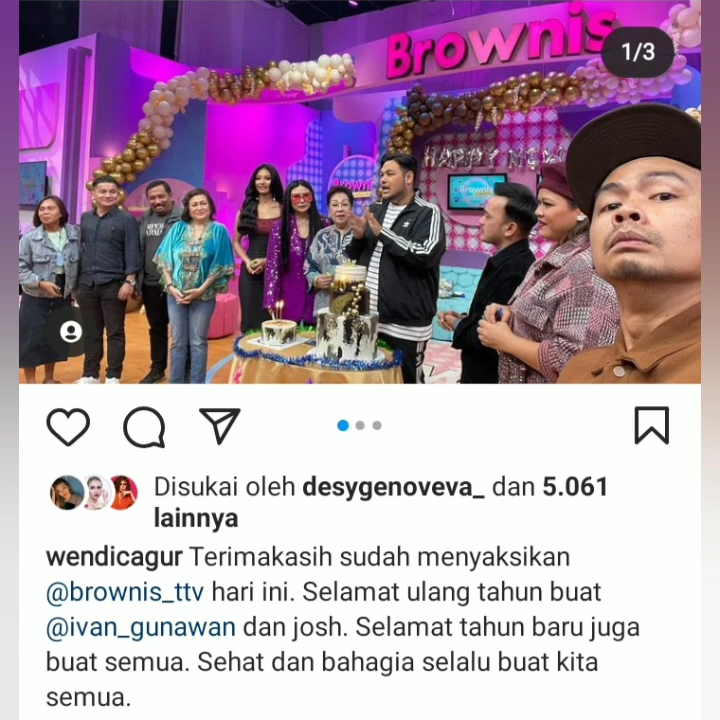 Brownis
1/3
HAPPY NEW
Brownis
Disukai oleh desygenoveva_ dan 5.061
lainnya
wendicagur Terimakasih sudah menyaksikan
@brownis_ttv hari ini. Selamat ulang tahun buat
@ivan_gunawan dan josh. Selamat tahun baru juga
buat semua. Sehat dan bahagia selalu buat kita
semua.